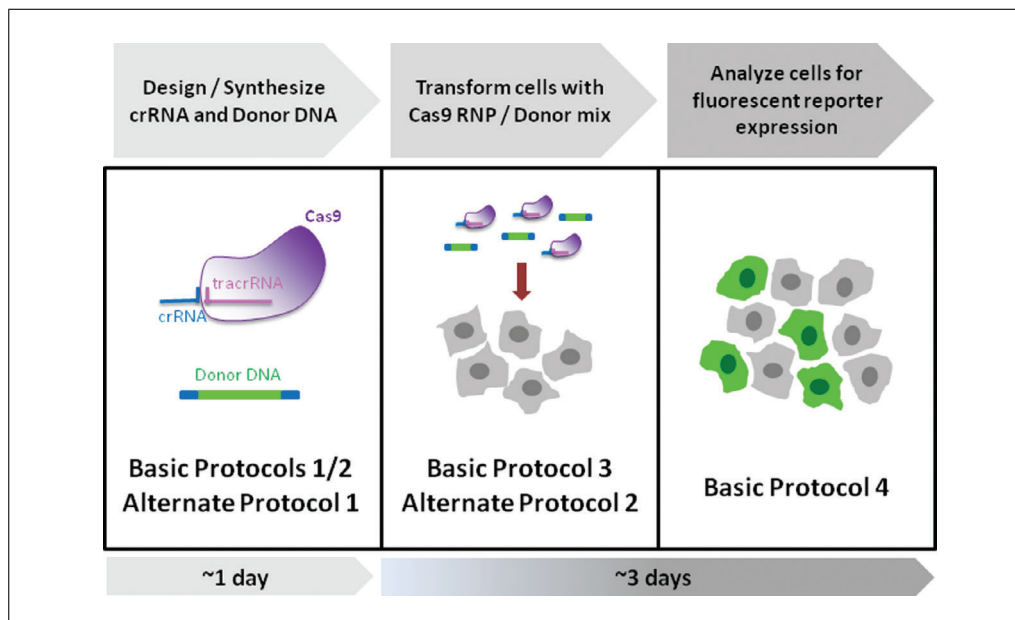 Design / Synthesize
crRNA and Donor DNA
Transform cells with
Cas9 RNP / Donor mix
Analyze cells for
fluorescent reporter
expression
Cas9
tracrRNA
crRNA
Donor DNA
Basic Protocols 1/2
Alternate Protocol 1
Basic Protocol 3
Alternate Protocol 2
Basic Protocol 4
~1 day
~3 days